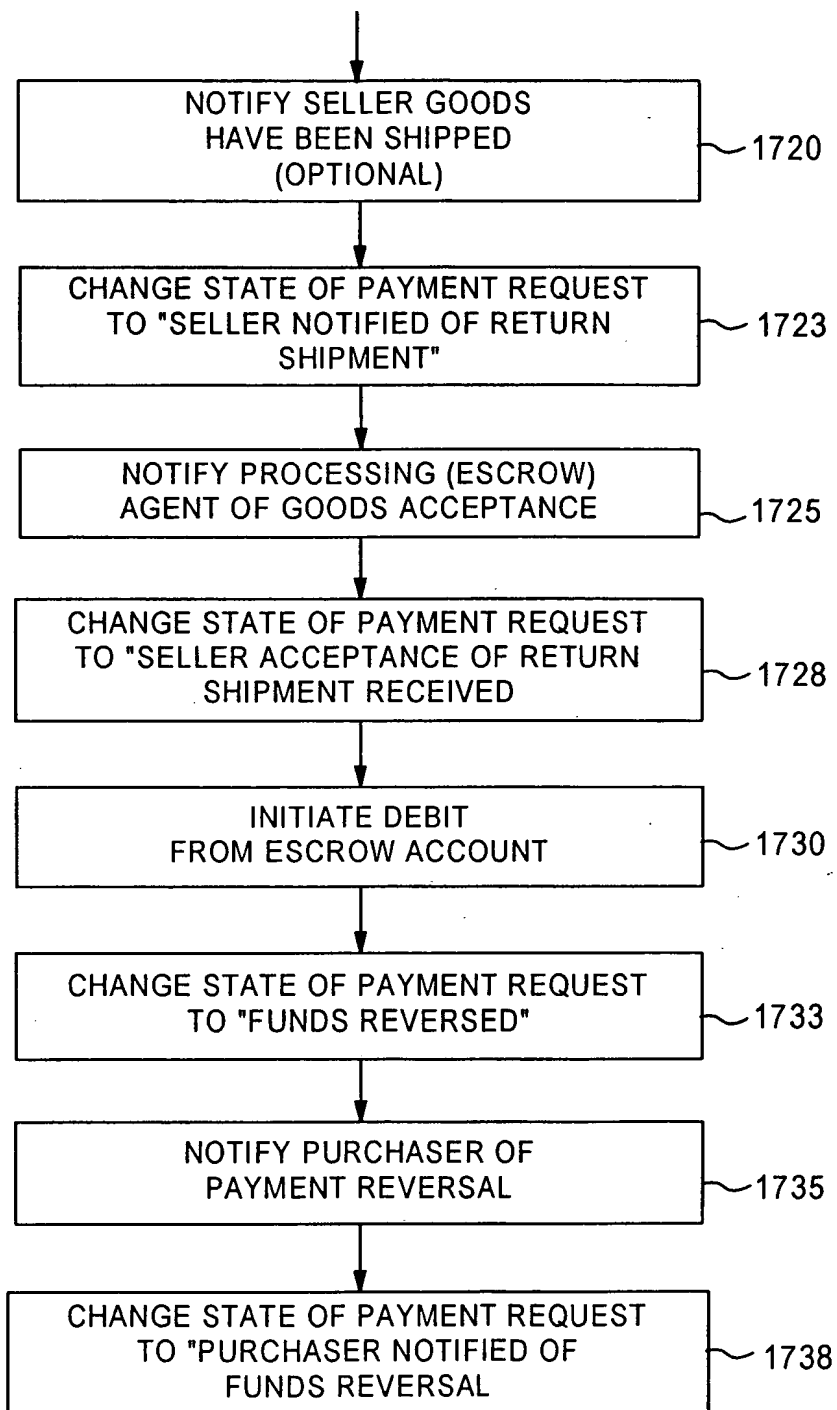 NOTIFY SELLER GOODS
HAVE BEEN SHIPPED
(OPTIONAL)
1720
CHANGE STATE OF PAYMENT REQUEST
TO "SELLER NOTIFIED OF RETURN
SHIPMENT"
1723
NOTIFY PROCESSING (ESCROW)
AGENT OF GOODS ACCEPTANCE
1725
CHANGE STATE OF PAYMENT REQUEST
TO "SELLER ACCEPTANCE OF RETURN
SHIPMENT RECEIVED
1728
INITIATE DEBIT
FROM ESCROW ACCOUNT
1730
CHANGE STATE OF PAYMENT REQUEST
TO "FUNDS REVERSED"
1733
NOTIFY PURCHASER OF
PAYMENT REVERSAL
1735
CHANGE STATE OF PAYMENT REQUEST
TO "PURCHASER NOTIFIED OF
FUNDS REVERSAL
1738